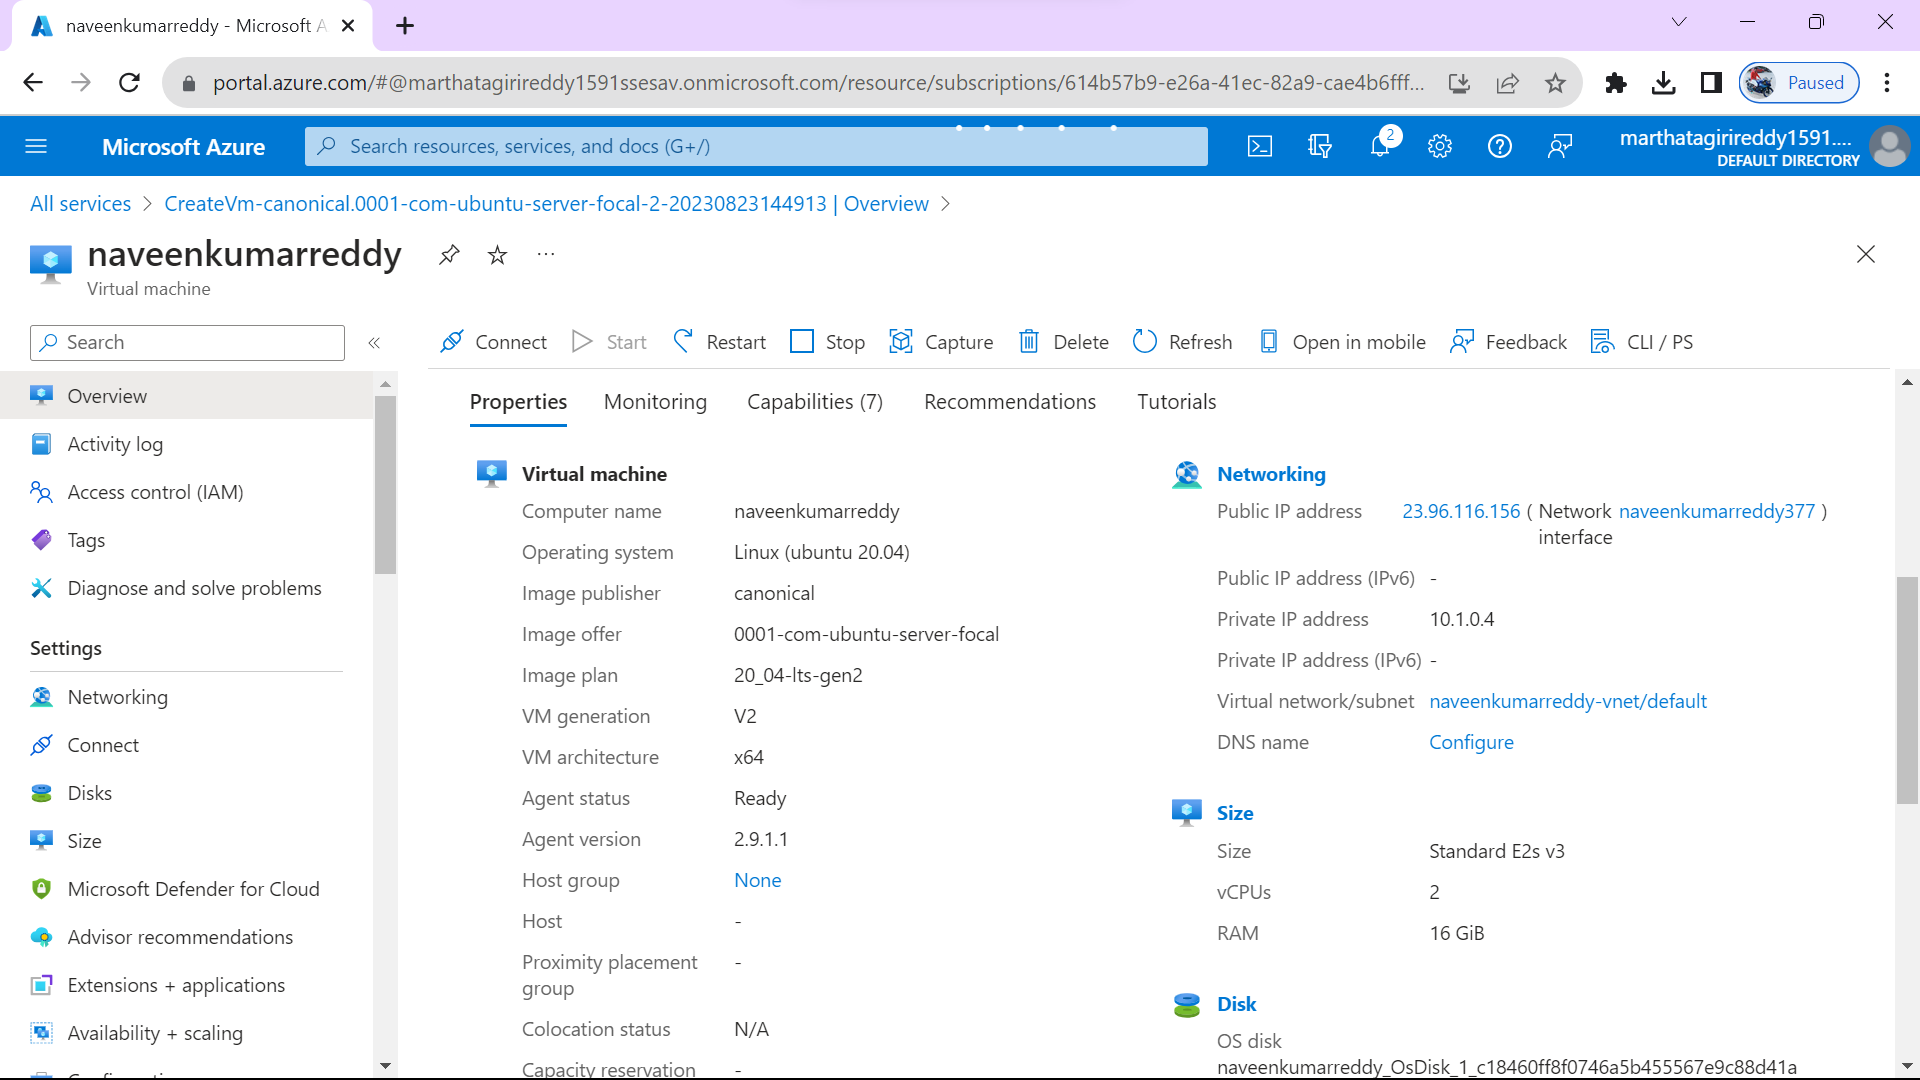 naveenkumarreddy - Microsoft A
portal.azure.com/#@marthatagirireddy1591ssesav.onmicrosoft.com/resource/subscriptions/614b57b9-e26a-41ec-82a9-cae4b6fff...
Paused
Microsoft Azure
Search resources, services, and docs (G+/)
2
marthatagirireddy1591....
DEFAULT DIRECTORY
All services > CreateVm-canonical.0001-com-ubuntu-server-focal-2-20230823144913 | Overview >
naveenkumarreddy
Virtual machine
Search
Connect
Start
Restart
Stop
Capture
Delete
Refresh
Open in mobile
Feedback
CLI / PS
Overview
Activity log
Access control (IAM)
Tags
Diagnose and solve problems
Settings
Networking
Connect
Disks
Size
Microsoft Defender for Cloud
Advisor recommendations
Extensions + applications
Availability + scaling
Properties
Monitoring
Capabilities (7)
Recommendations
Tutorials
Virtual machine
Computer name naveenkumarreddy
Operating system Linux (ubuntu 20.04)
Image publisher canonical
Image offer 0001-com-ubuntu-server-focal
Image plan 20_04-lts-gen2
VM generation V2
VM architecture x64
Agent status Ready
Agent version 2.9.1.1
Host group None
Host -
Proximity placement -
group
Colocation status N/A
Capacity reservation -
Networking
Public IP address 23.96.116.156 ( Network naveenkumarreddy377 )
interface
Public IP address (IPv6) -
Private IP address 10.1.0.4
Private IP address (IPv6) -
Virtual network/subnet naveenkumarreddy-vnet/default
DNS name Configure
Size
Size Standard E2s v3
vCPUs 2
RAM 16 GiB
Disk
OS disk
naveenkumarreddy_OsDisk_1_c18460ff8f0746a5b455567e9c88d41a